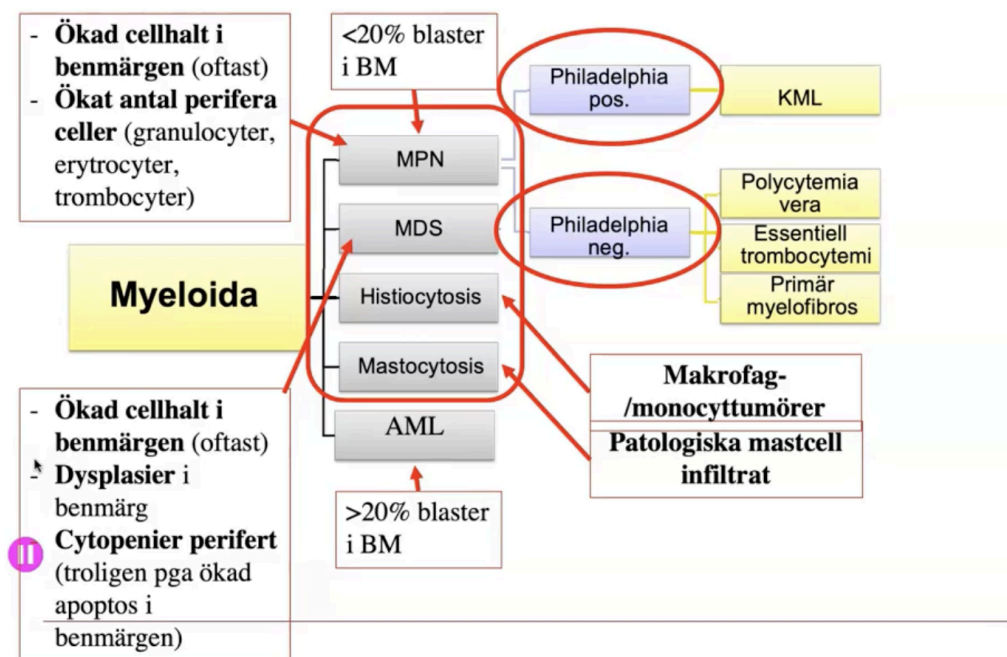 - Ökad cellhalt i
benmärgen (oftast)
- Ökat antal perifera
celler (granulocyter,
erytrocyter,
trombocyter)
<20% blaster
i BM
Philadelphia
pos.
KML
MPN
Polycytemia
vera
MDS
Philadelphia
neg.
Essentiell
trombocytemi
Primär
myelofibros
Myeloida
Histiocytosis
Mastocytosis
Makrofag-
/monocyttumörer
Patologiska mastcell
infiltrat
AML
- Ökad cellhalt i
benmärgen (oftast)
- Dysplasier i
benmärg
- Cytopenier perifert
(troligen pga ökad
apoptos i
benmärgen)
>20% blaster
i BM